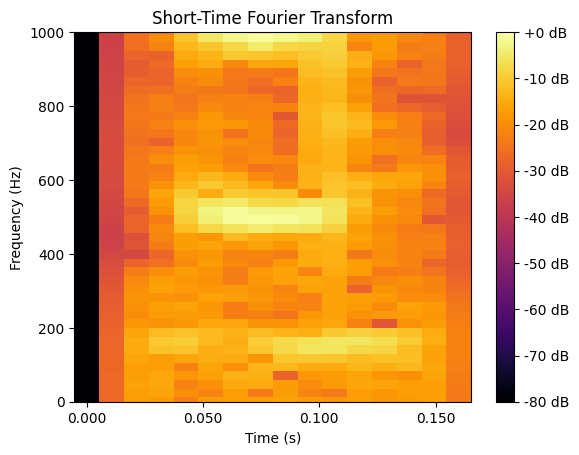 Short-Time Fourier Transform
1000
800
600
400
200
0
Frequency (Hz)
0.000
0.050
0.100
0.150
Time (s)
+0 dB
-10 dB
-20 dB
-30 dB
-40 dB
-50 dB
-60 dB
-70 dB
-80 dB